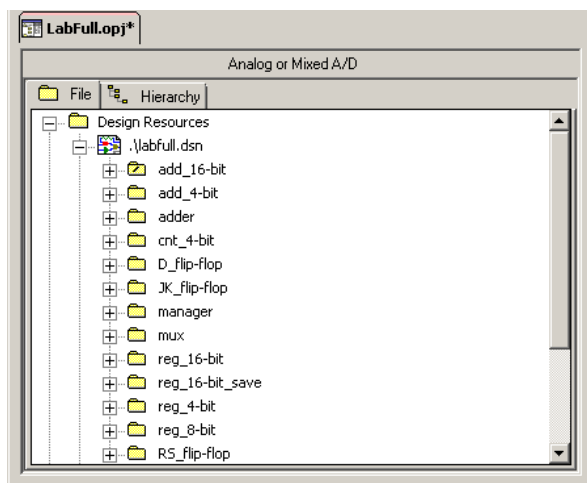 LabFull.opj*
Analog or Mixed A/D
File Hierarchy
Design Resources
.\labfull.dsn
add_16-bit
add_4-bit
adder
cnt_4-bit
D_flip-flop
JK_flip-flop
manager
mux
reg_16-bit
reg_16-bit_save
reg_4-bit
reg_8-bit
RS_flip-flop